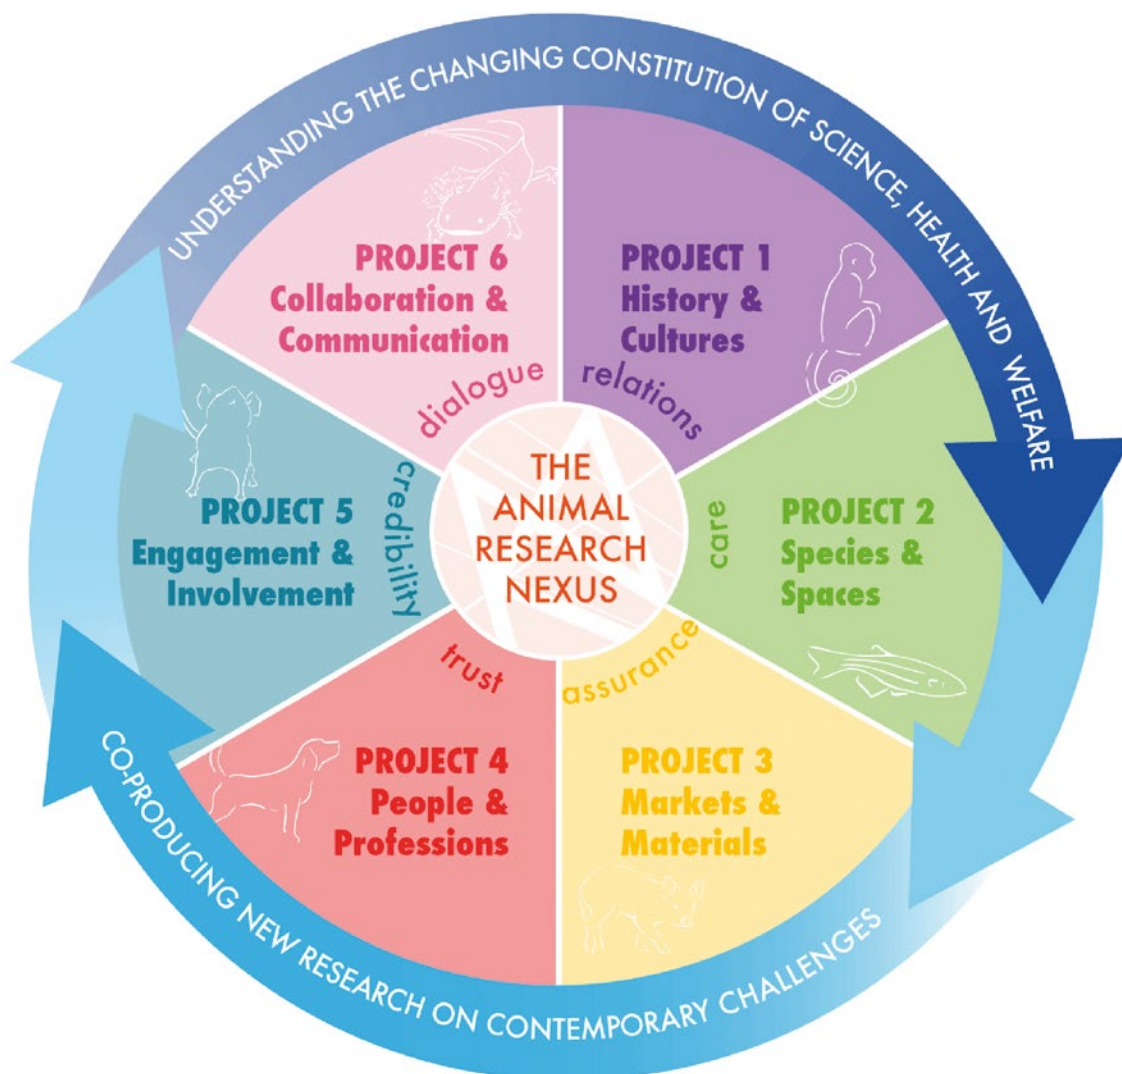 UNDERSTANDING THE CHANGING CONSTITUTION OF SCIENCE, HEALTH AND WELFARE
PROJECT 6
Collaboration &
Communication
dialogue
PROJECT 1
History &
Cultures
relations
PROJECT 5
Engagement &
Involvement
credibility
THE
ANIMAL
RESEARCH
NEXUS
care
PROJECT 2
Species &
Spaces
trust
PROJECT 4
People &
Professions
assurance
PROJECT 3
Markets &
Materials
CO-PRODUCING NEW RESEARCH ON CONTEMPORARY CHALLENGES